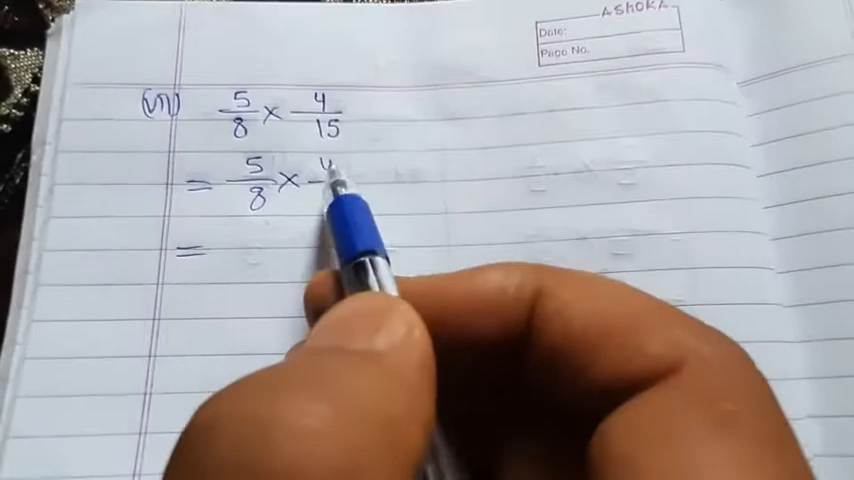 ASHOKA
Date:
Page No.
(vii) 5/8 × 4/15
= 5/8 × 4
=